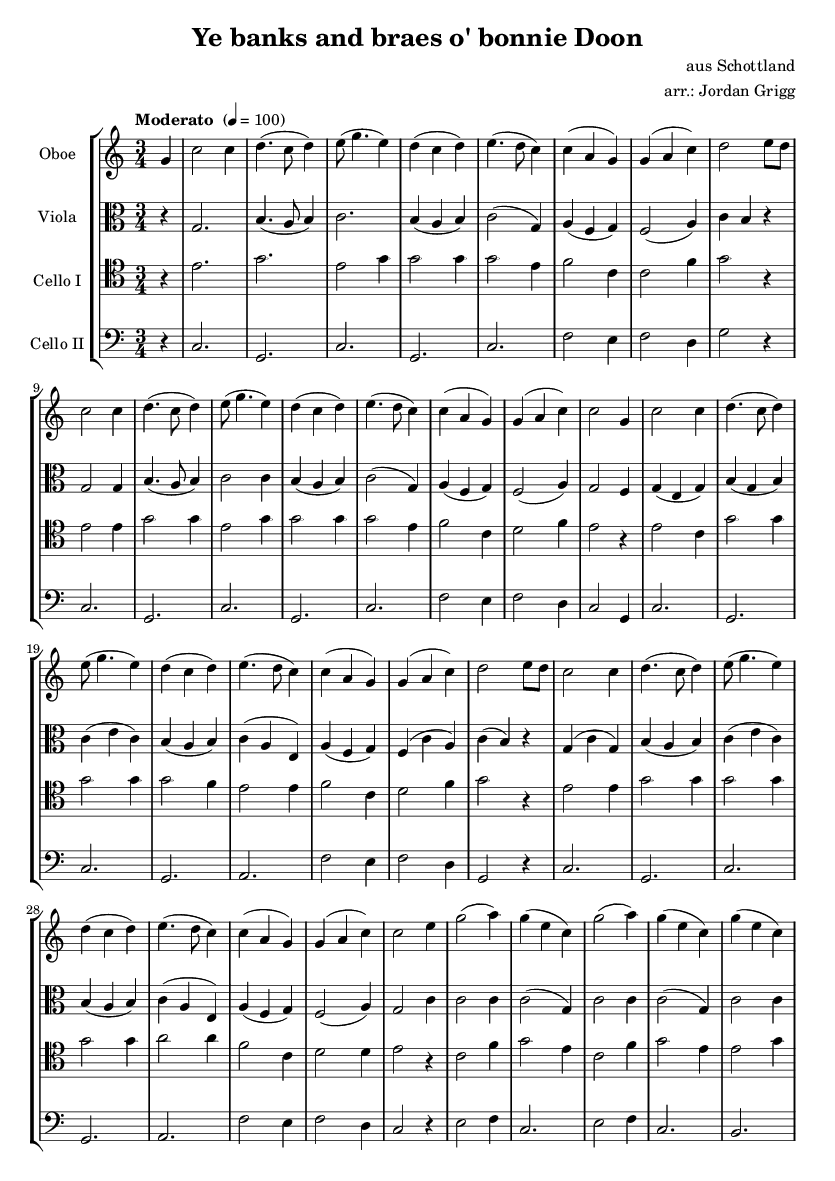 Ye banks and braes o' bonnie Doon
aus Schottland
arr.: Jordan Grigg
Moderato (♩= 100)
Oboe
Viola
Cello I
Cello II
9
19
28